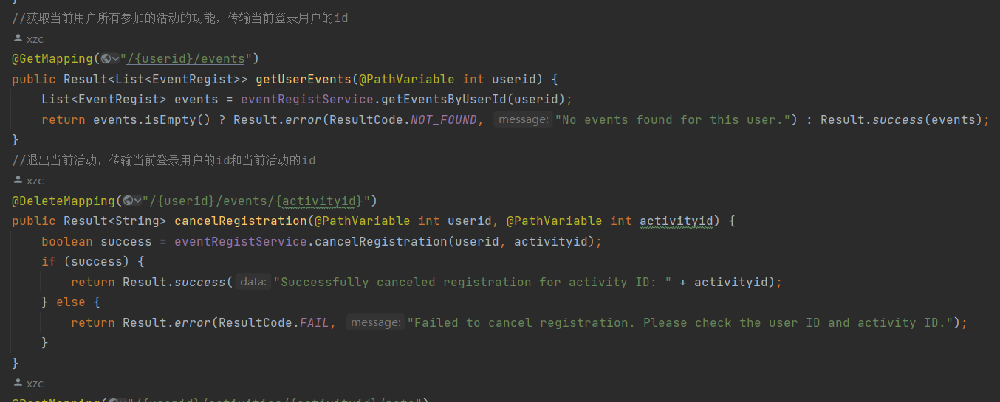 }
//获取当前用户所有参加的活动的功能，传输当前登录用户的id
xzc
@GetMapping("/{userid}/events")
public Result<List<EventRegist>> getUserEvents(@PathVariable int userid) {
List<EventRegist> events = eventRegistService.getEventsByUserId(userid);
return events.isEmpty() ? Result.error(ResultCode.NOT_FOUND, message: "No events found for this user.") : Result.success(events);
}
//退出当前活动，传输当前登录用户的id和当前活动的id
xzc
@DeleteMapping("/{userid}/events/{activityid}")
public Result<String> cancelRegistration(@PathVariable int userid, @PathVariable int activityid) {
boolean success = eventRegistService.cancelRegistration(userid, activityid);
if (success) {
return Result.success( data: "Successfully canceled registration for activity ID: " + activityid);
} else {
return Result.error(ResultCode.FAIL, message: "Failed to cancel registration. Please check the user ID and activity ID.");
}
}
xzc
@PostMapping("/{userid}/activities/{activityid}/note")